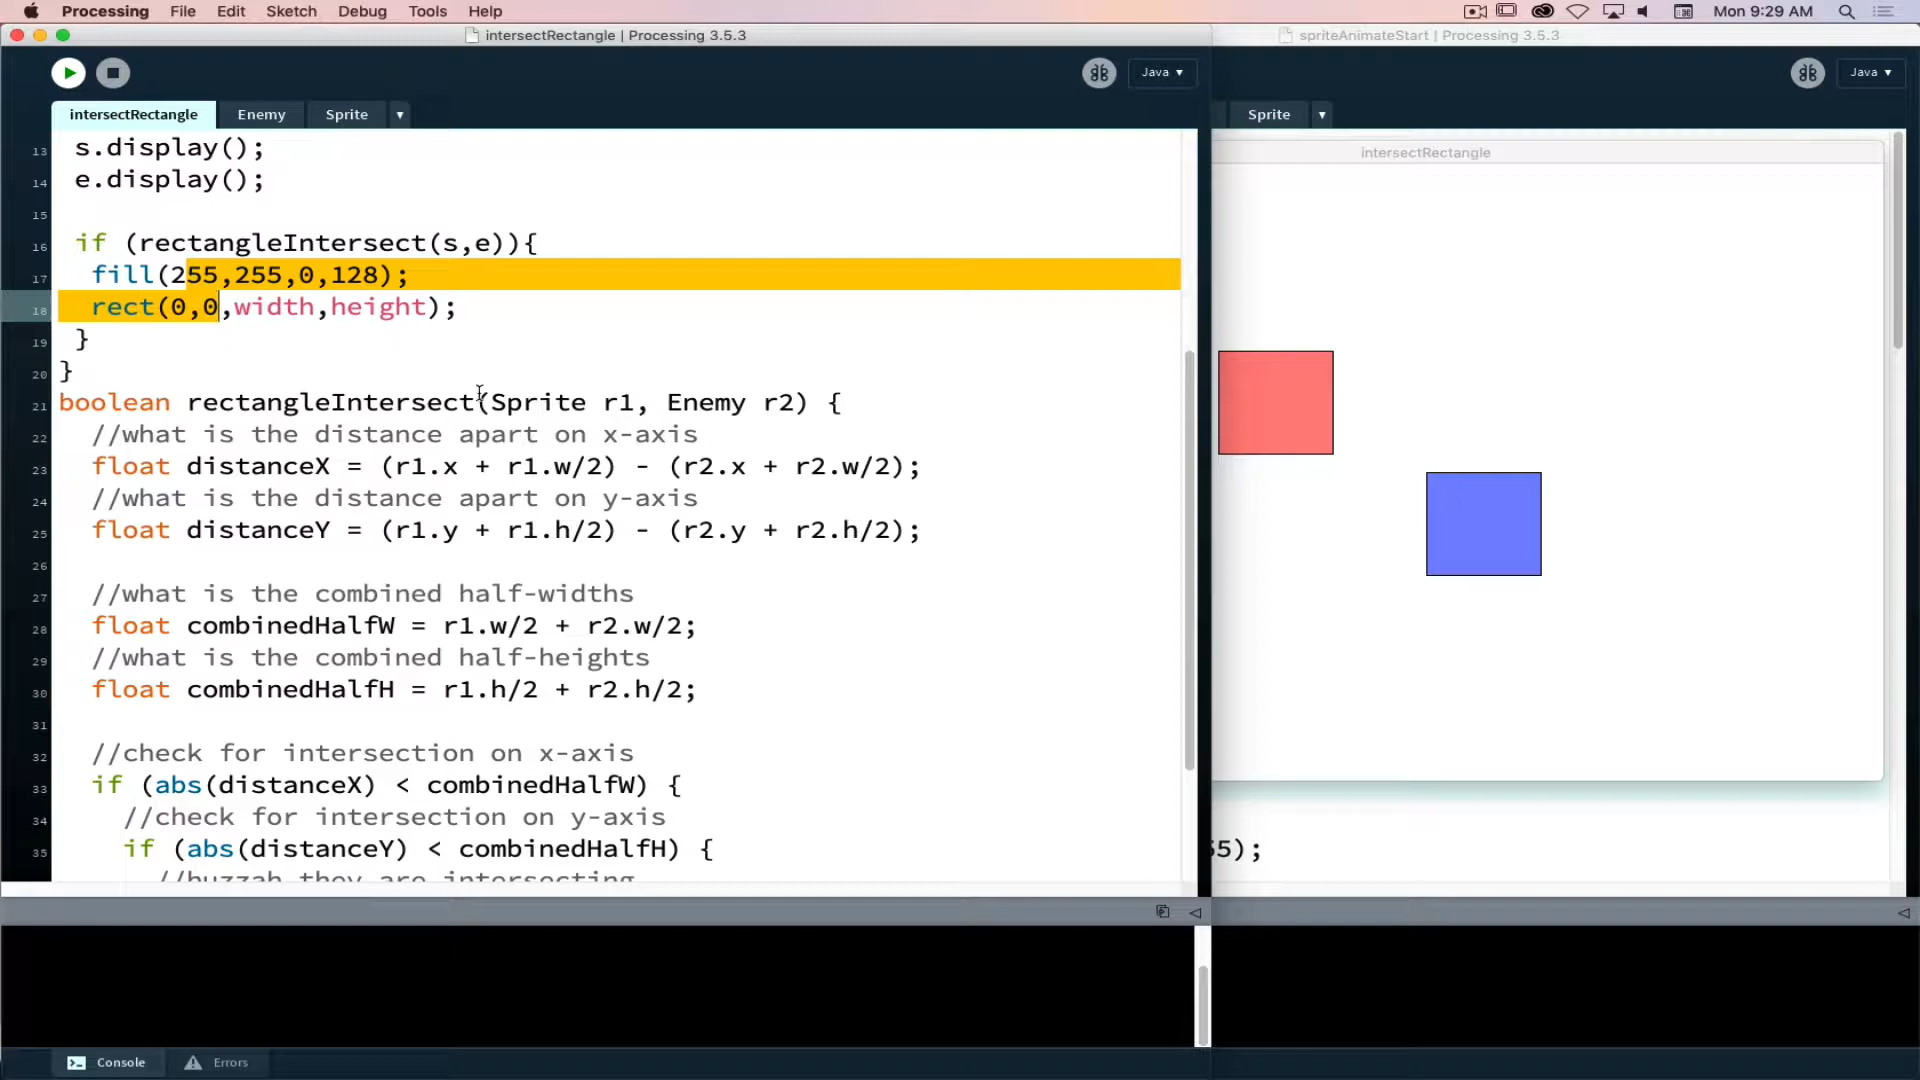 Processing File Edit Sketch Debug Tools Help Mon 9:29 AM
intersectRectangle | Processing 3.5.3
spriteAnimateStart | Processing 3.5.3
Java ▾
Java ▾
intersectRectangle Enemy Sprite ▾
Sprite ▾
intersectRectangle
13 s.display();
14 e.display();
15
16 if (rectangleIntersect(s,e)){
17 fill(255,255,0,128);
18 rect(0,0,width,height);
19 }
20 }
21 boolean rectangleIntersect(Sprite r1, Enemy r2) {
22 //what is the distance apart on x-axis
23 float distanceX = (r1.x + r1.w/2) - (r2.x + r2.w/2);
24 //what is the distance apart on y-axis
25 float distanceY = (r1.y + r1.h/2) - (r2.y + r2.h/2);
26
27 //what is the combined half-widths
28 float combinedHalfW = r1.w/2 + r2.w/2;
29 //what is the combined half-heights
30 float combinedHalfH = r1.h/2 + r2.h/2;
31
32 //check for intersection on x-axis
33 if (abs(distanceX) < combinedHalfW) {
34 //check for intersection on y-axis
35 if (abs(distanceY) < combinedHalfH) {
//huzzah they are intersecting
55);
Console Errors